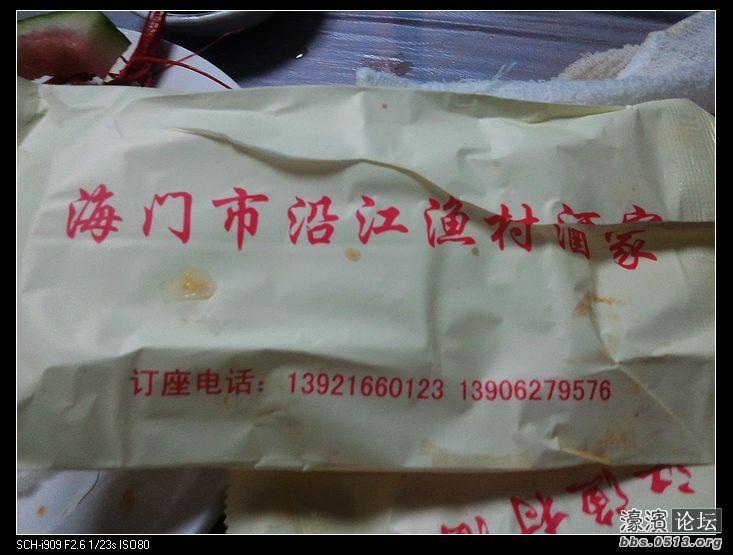 海门市沿江渔村酒家
订座电话：13921660123 13906279576
濠滨论坛
bbs.0513.org
SCH-i909 F2.6 1/23s ISO80